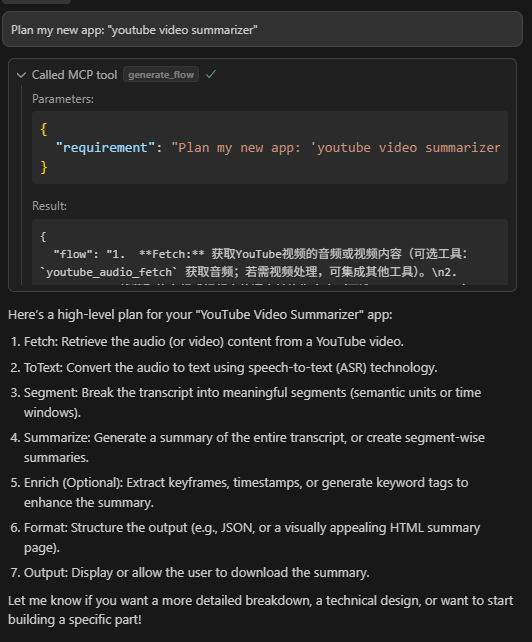 Plan my new app: "youtube video summarizer"
Called MCP tool generate_flow
Parameters:
{
"requirement": "Plan my new app: 'youtube video summarizer
}
Result:
{
"flow": "1.  **Fetch:** 获取YouTube视频的音频或视频内容（可选工具：
`youtube_audio_fetch` 获取音频；若需视频处理，可集成其他工具）。\n2.
Here's a high-level plan for your "YouTube Video Summarizer" app:
1. Fetch: Retrieve the audio (or video) content from a YouTube video.
2. ToText: Convert the audio to text using speech-to-text (ASR) technology.
3. Segment: Break the transcript into meaningful segments (semantic units or time
windows).
4. Summarize: Generate a summary of the entire transcript, or create segment-wise
summaries.
5. Enrich (Optional): Extract keyframes, timestamps, or generate keyword tags to
enhance the summary.
6. Format: Structure the output (e.g., JSON, or a visually appealing HTML summary
page).
7. Output: Display or allow the user to download the summary.
Let me know if you want a more detailed breakdown, a technical design, or want to start
building a specific part!